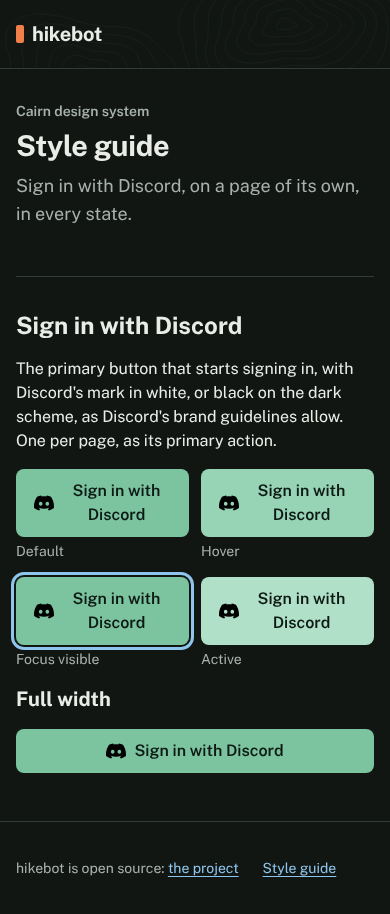 hikebot
Cairn design system
Style guide
Sign in with Discord, on a page of its own,
in every state.
Sign in with Discord
The primary button that starts signing in, with
Discord's mark in white, or black on the dark
scheme, as Discord's brand guidelines allow.
One per page, as its primary action.
Sign in with
Discord
Sign in with
Discord
Default
Hover
Sign in with
Discord
Sign in with
Discord
Focus visible
Active
Full width
Sign in with Discord
hikebot is open source: the project Style guide